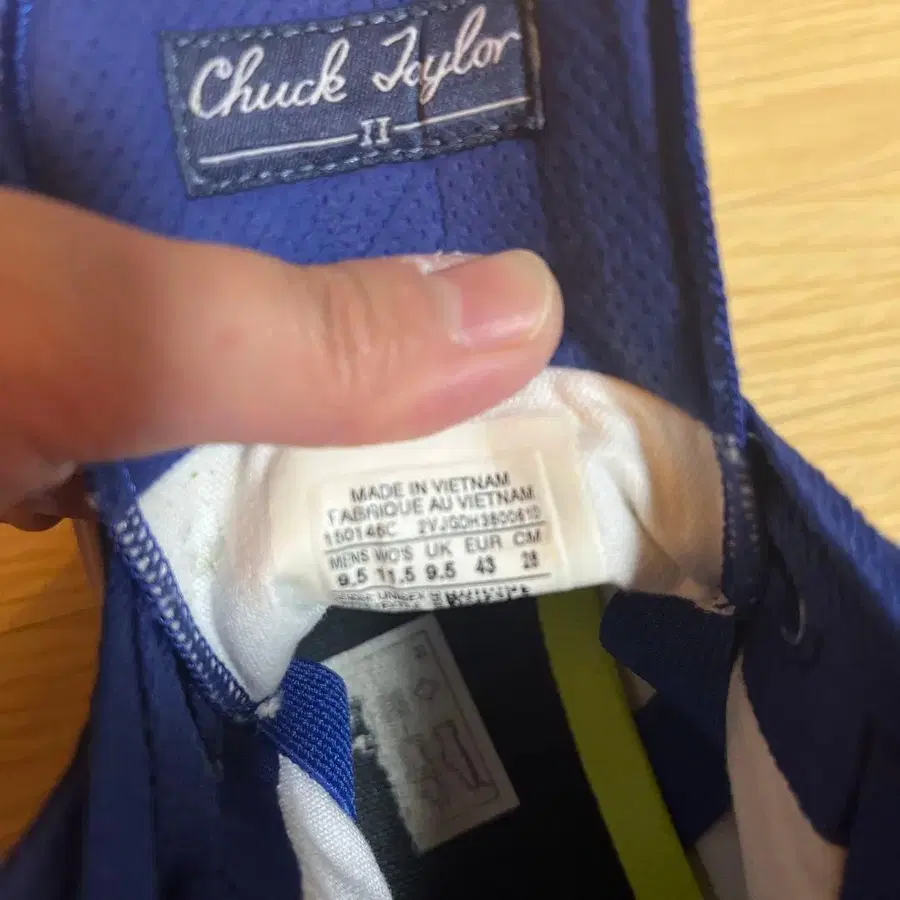 Chuck Taylor
II
MADE IN VIETNAM
FABRIQUE AU VIETNAM
150146C
MENS WO'S UK EUR CM
9.5 11.5 9.5 43 28